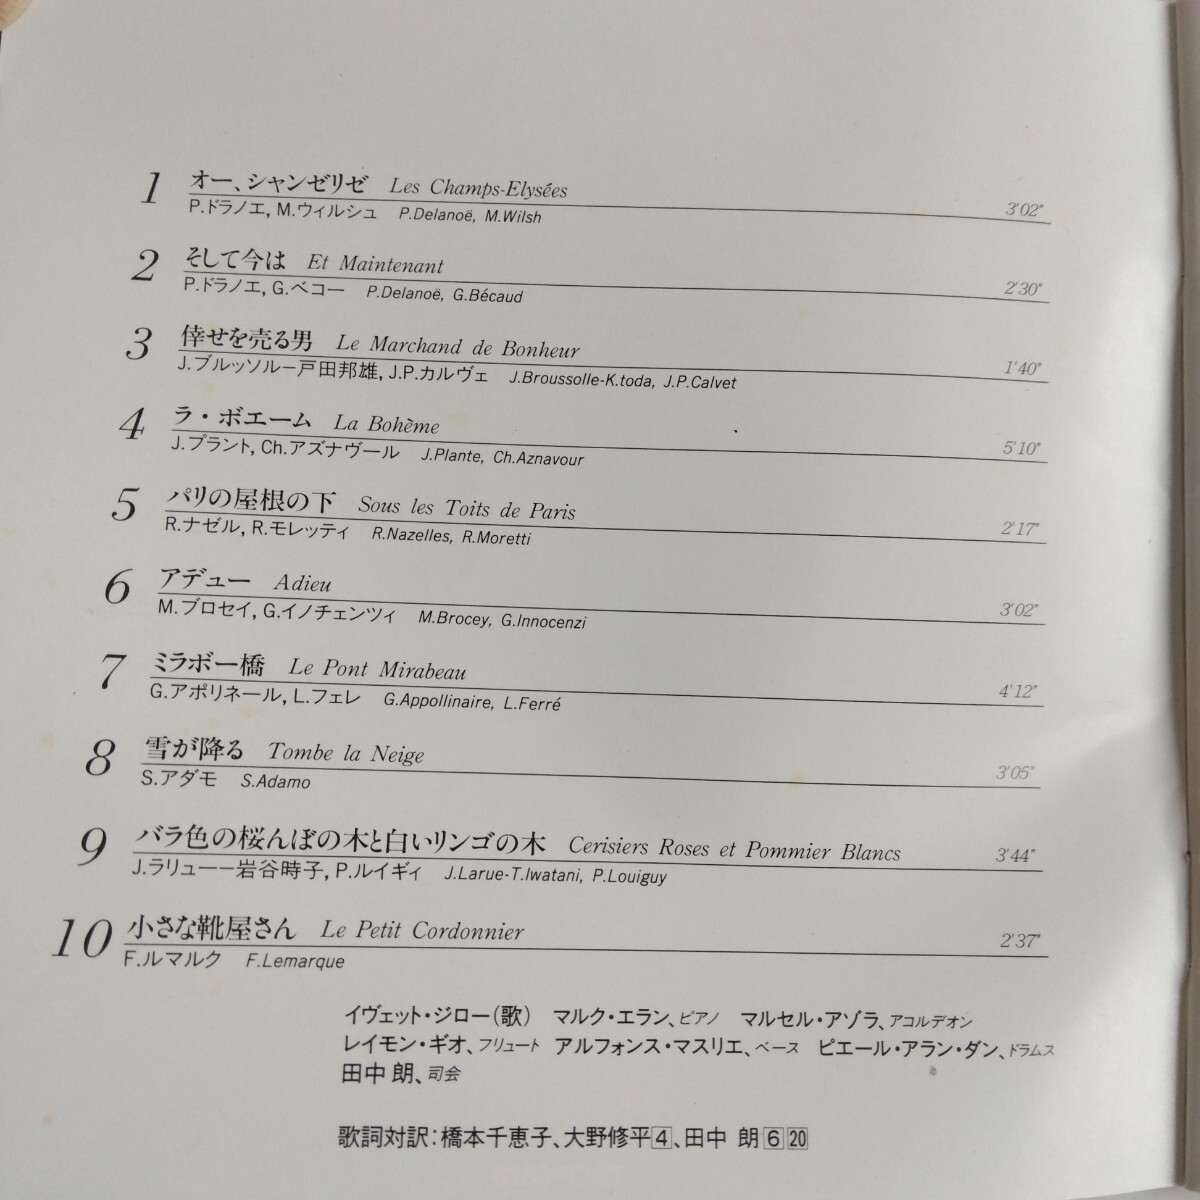 1 オー、シャンゼリゼ Les Champs-Elysées 3'02"
P.ドラノエ, M.ウィルシュ P.Delanoë, M.Wilsh
2 そして今は Et Maintenant 2'30"
P.ドラノエ, G.ベコー P.Delanoë, G.Bécaud
3 倖せを売る男 Le Marchand de Bonheur 1'40"
J.ブルッソルー戸田邦雄, J.P.カルヴェ J.Broussolle-K.toda, J.P.Calvet
4 ラ・ボエーム La Bohème 5'10"
J.プラント, Ch.アズナヴール J.Plante, Ch.Aznavour
5 パリの屋根の下 Sous les Toits de Paris 2'17"
R.ナゼル, R.モレッティ R.Nazelles, R.Moretti
6 アデュー Adieu 3'02"
M.ブロセイ, G.イノチェンツィ M.Brocey, G.Innocenzi
7 ミラボー橋 Le Pont Mirabeau 4'12"
G.アポリネール, L.フェレ G.Appollinaire, L.Ferré
8 雪が降る Tombe la Neige 3'05"
S.アダモ S.Adamo
9 バラ色の桜んぼの木と白いリンゴの木 Cerisiers Roses et Pommier Blancs 3'44"
J.ラリューー岩谷時子, P.ルイギィ J.Larue-T.Iwatani, P.Louiguy
10 小さな靴屋さん Le Petit Cordonnier 2'37"
F.ルマルク F.Lemarque
イヴェット・ジロー(歌) マルク・エラン、ピアノ マルセル・アゾラ、アコルデオン
レイモン・ギオ、フリュート アルフォンス・マスリエ、ベース ピエール・アラン・ダン、ドラムス
田中 朗、司会
歌詞対訳:橋本千恵子、大野修平4、田中 朗6 20